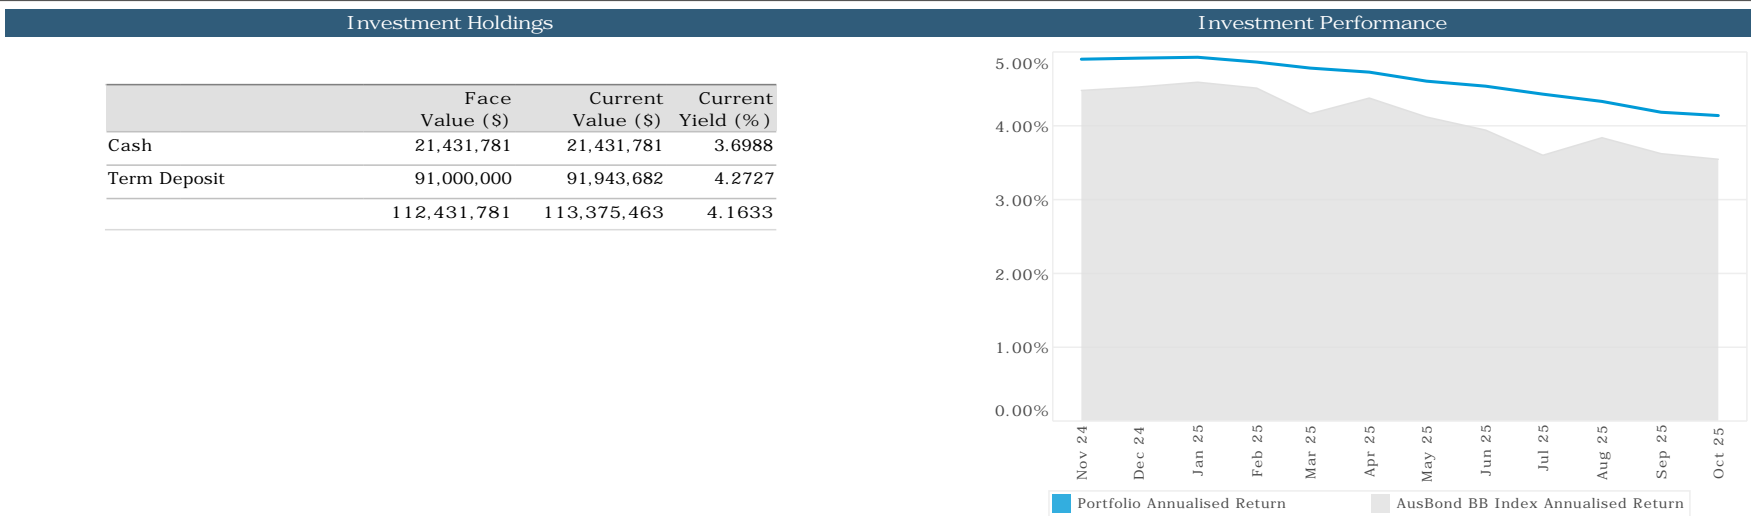 Investment Holdings
Face Current Current
Value ($) Value ($) Yield (%)
Cash 21,431,781 21,431,781 3.6988
Term Deposit 91,000,000 91,943,682 4.2727
112,431,781 113,375,463 4.1633
Investment Performance
5.00%
4.00%
3.00%
2.00%
1.00%
0.00%
Nov 24
Dec 24
Jan 25
Feb 25
Mar 25
Apr 25
May 25
Jun 25
Jul 25
Aug 25
Sep 25
Oct 25
Portfolio Annualised Return AusBond BB Index Annualised Return